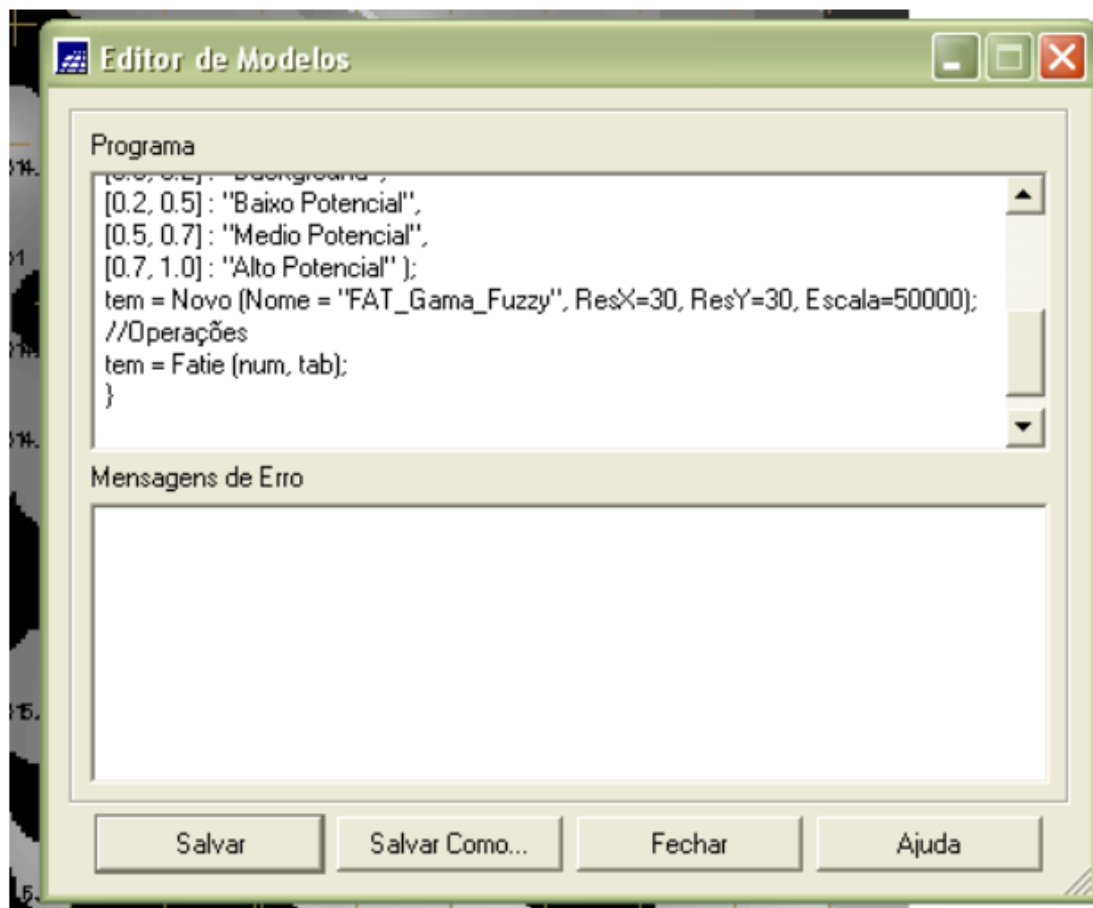 Editor de Modelos
Programa
[0.2, 0.5] : "Baixo Potencial",
[0.5, 0.7] : "Medio Potencial",
[0.7, 1.0] : "Alto Potencial" );
tem = Novo (Nome = "FAT_Gama_Fuzzy", ResX=30, ResY=30, Escala=50000);
//Operações
tem = Fatie (num, tab);
}
Mensagens de Erro
Salvar
Salvar Como...
Fechar
Ajuda